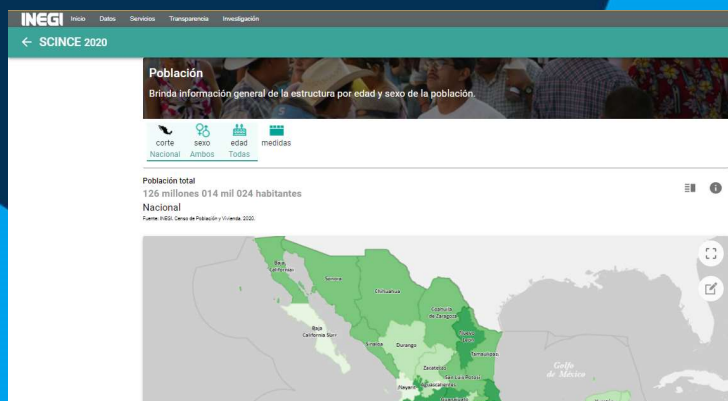 INEGI Inicio Datos Servicios Transparencia Investigación
← SCINCE 2020
Población
Brinda información general de la estructura por edad y sexo de la población.
corte sexo edad medidas
Nacional Ambos Todas
Población total
126 millones 014 mil 024 habitantes
Nacional
Fuente: INEGI. Censo de Población y Vivienda, 2020.
Baja
California
Sonora
Chihuahua
Coahuila
de Zaragoza
Baja
California Sur
Nuevo
León
Sinaloa
Durango
Tamaulipas
Zacatecas
San Luis Potosí
Golfo
de México
Nayarit
Aguascalientes
Guanajuato